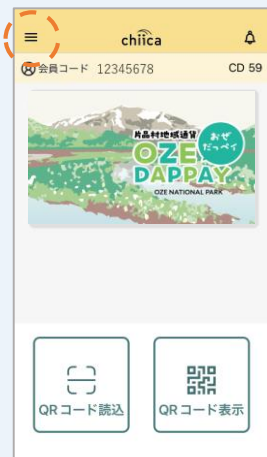 chiica
会員コード 12345678 CD 59
片品村地域通貨
おぜだっペイ
OZE
DAPPAY
OZE NATIONAL PARK
QRコード読込 QRコード表示